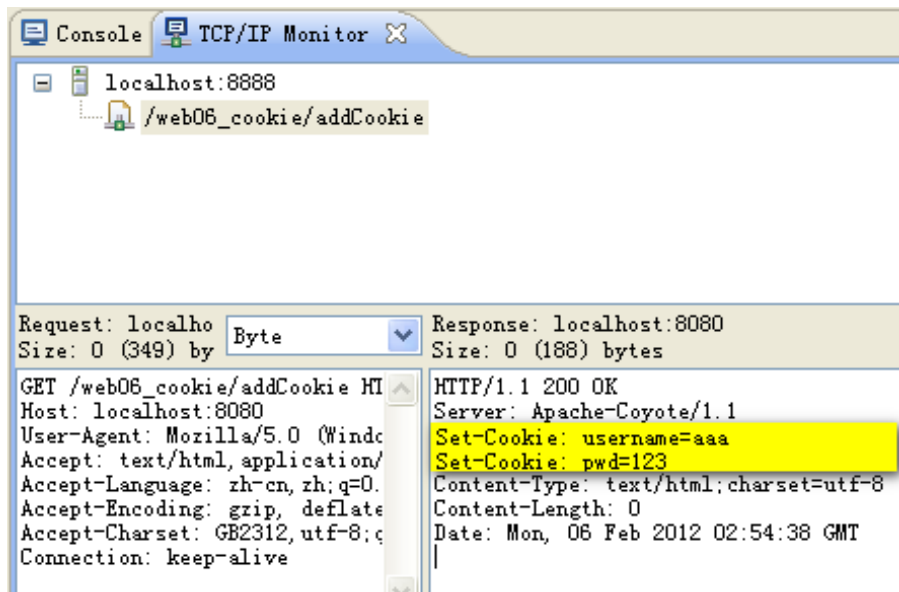 Console TCP/IP Monitor
localhost:8888
/web06_cookie/addCookie
Request: localho
Size: 0 (349) by
Byte
Response: localhost:8080
Size: 0 (188) bytes
GET /web06_cookie/addCookie HT
Host: localhost:8080
User-Agent: Mozilla/5.0 (Windo
Accept: text/html,application/
Accept-Language: zh-cn,zh;q=0.
Accept-Encoding: gzip, deflate
Accept-Charset: GB2312,utf-8;q
Connection: keep-alive
HTTP/1.1 200 OK
Server: Apache-Coyote/1.1
Set-Cookie: username=aaa
Set-Cookie: pwd=123
Content-Type: text/html;charset=utf-8
Content-Length: 0
Date: Mon, 06 Feb 2012 02:54:38 GMT